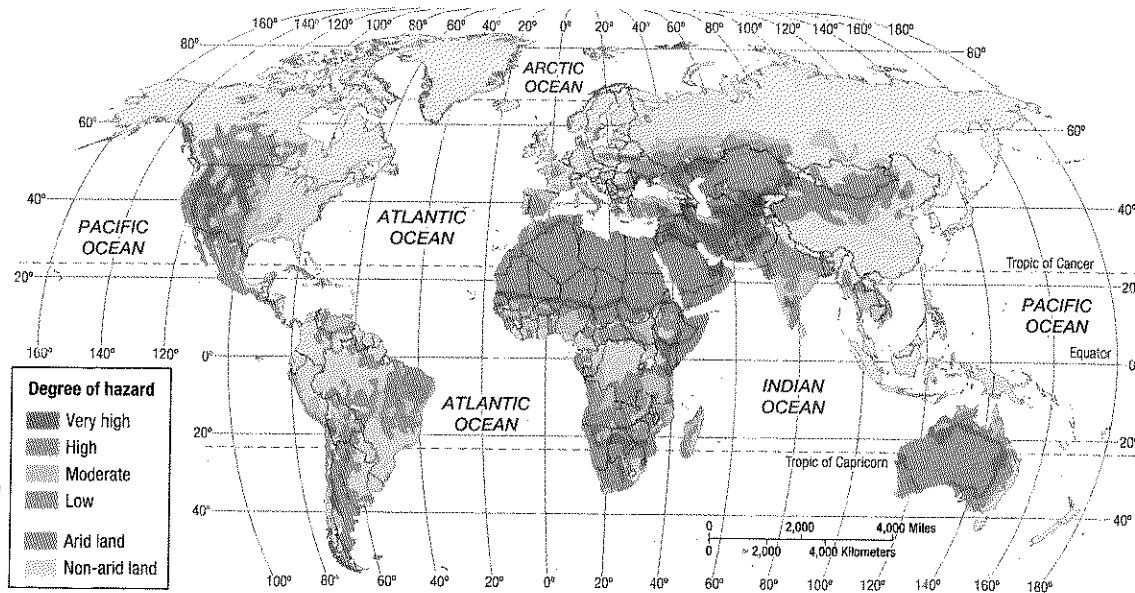 160° 140° 120° 100° 80° 60° 40° 20 0° 20° 40° 60° 80° 100° 120° 140° 160° 180°
80° 80°
ARCTIC
OCEAN
60° 60°
40° 40°
PACIFIC
OCEAN
ATLANTIC
OCEAN
Tropic of Cancer
20° 20°
PACIFIC
OCEAN
160° 140° 120°
Equator
0° 0°
Degree of hazard
Very high
High
Moderate
Low
Arid land
Non-arid land
ATLANTIC
OCEAN
INDIAN
OCEAN
20° 20°
Tropic of Capricorn
40° 40°
0 2,000 4,000 Miles
0 2,000 4,000 Kilometers
100° 80° 60° 40° 20° 0° 20° 40° 60° 80° 100° 120° 140° 160° 180°